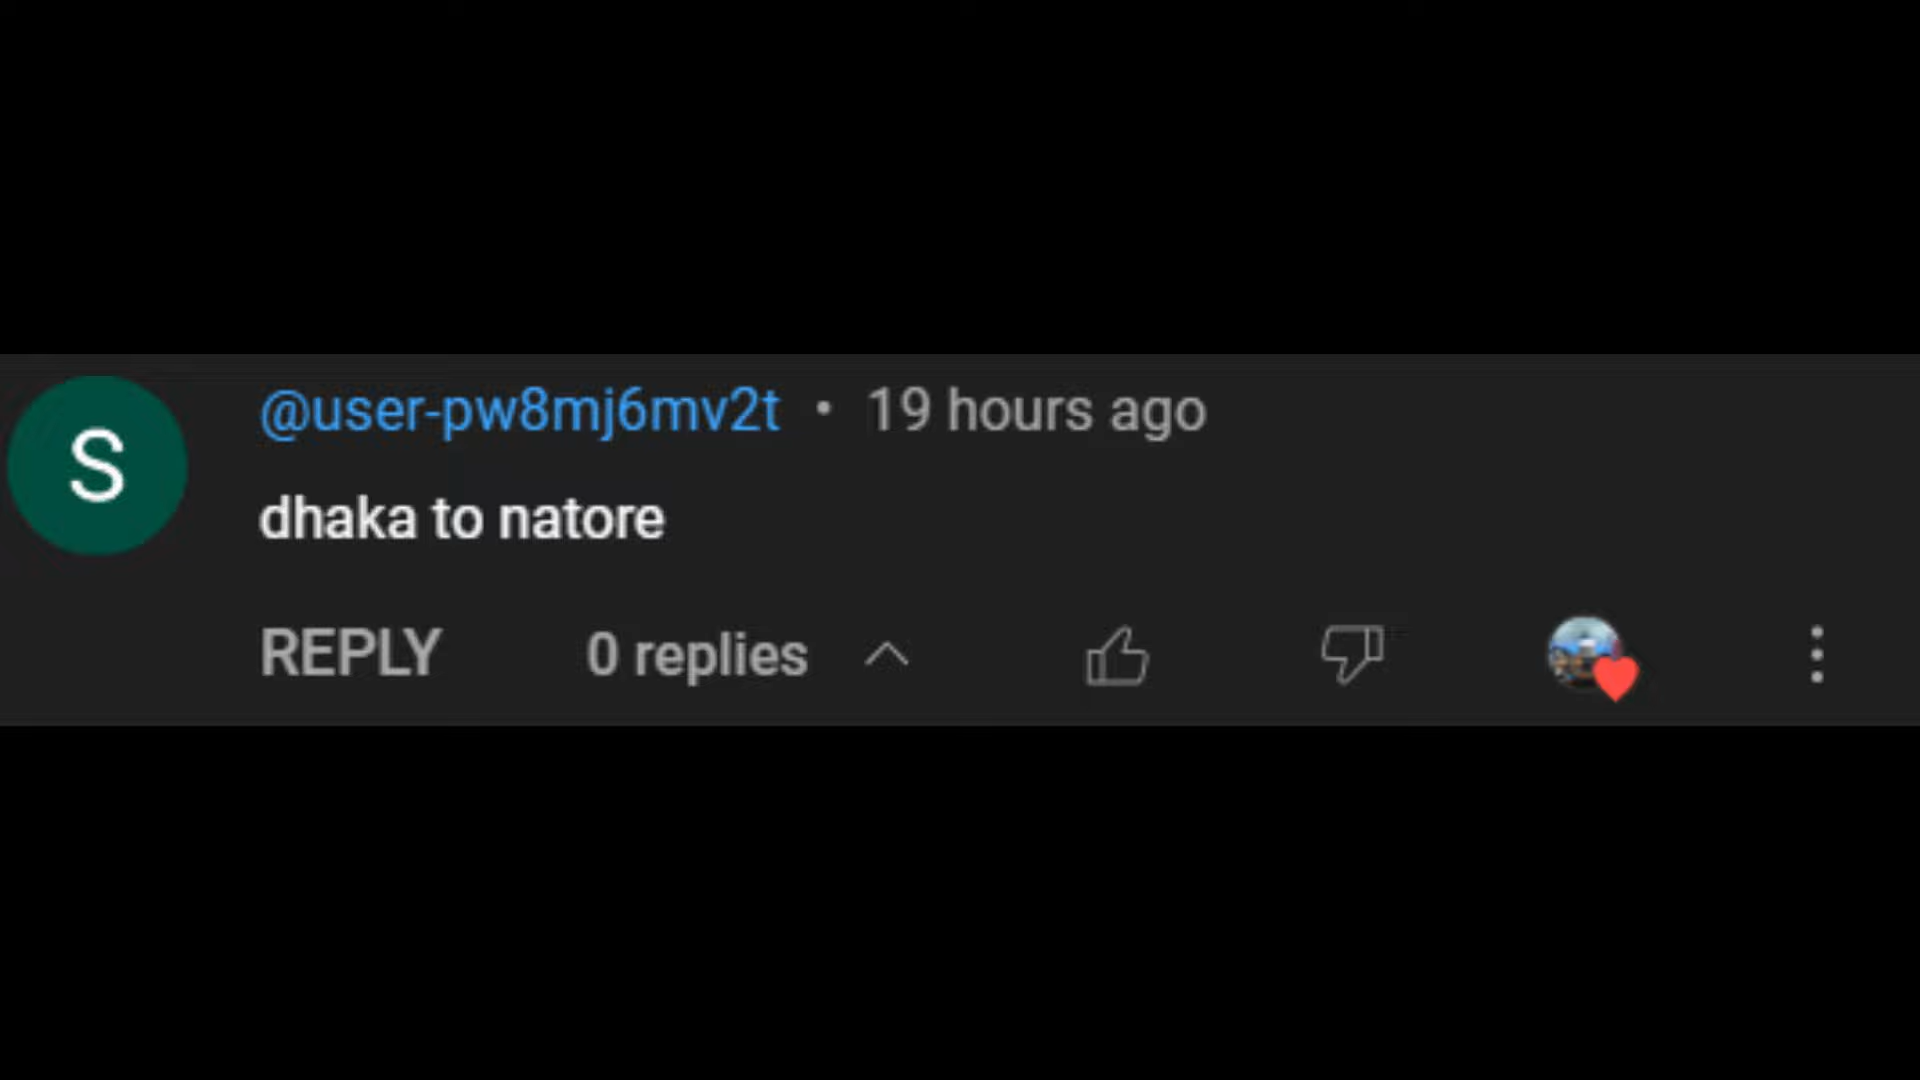 S
@user-pw8mj6mv2t • 19 hours ago
dhaka to natore
REPLY 0 replies